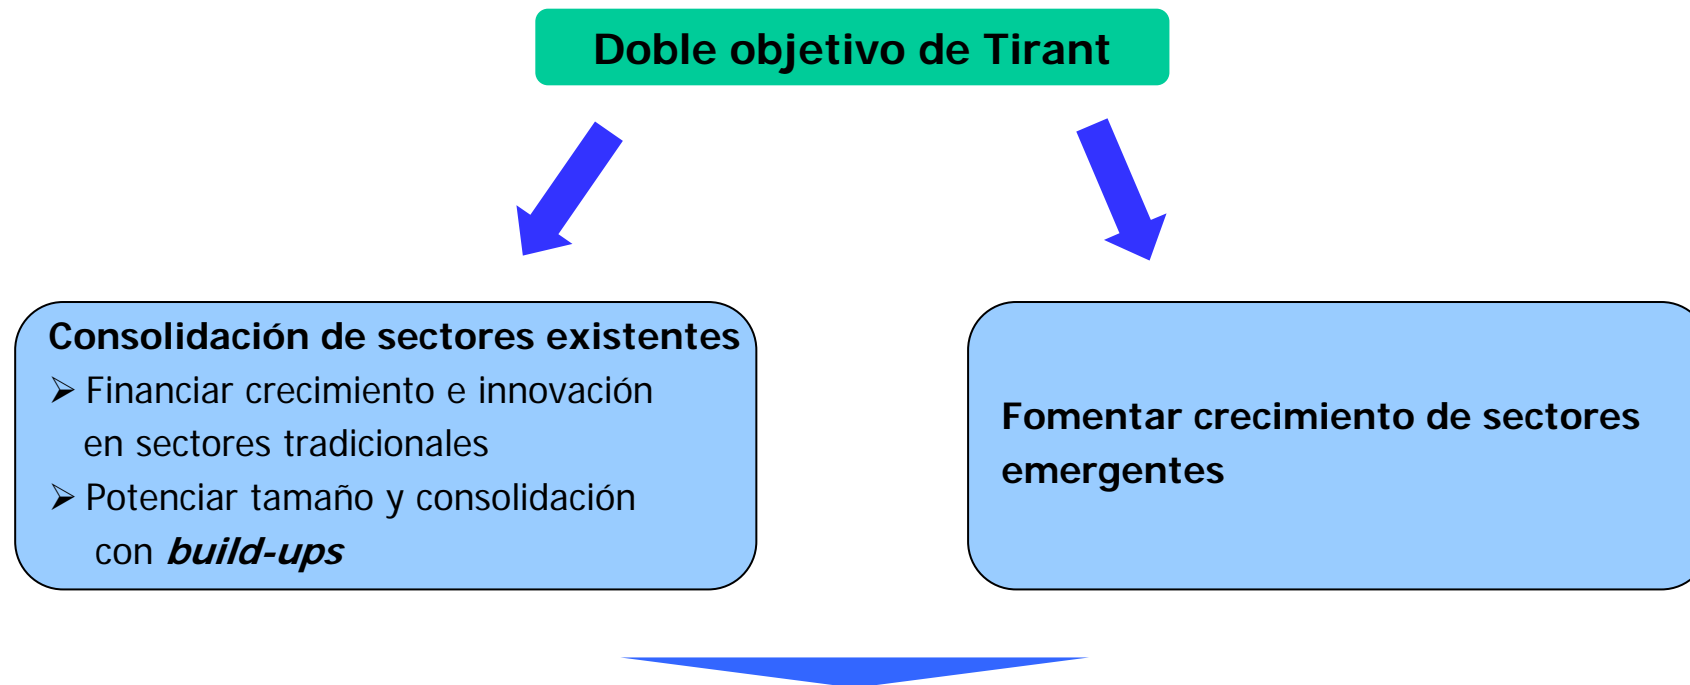 Doble objetivo de Tirant
Consolidación de sectores existentes
➢ Financiar crecimiento e innovación
en sectores tradicionales
➢ Potenciar tamaño y consolidación
con build-ups
Fomentar crecimiento de sectores
emergentes